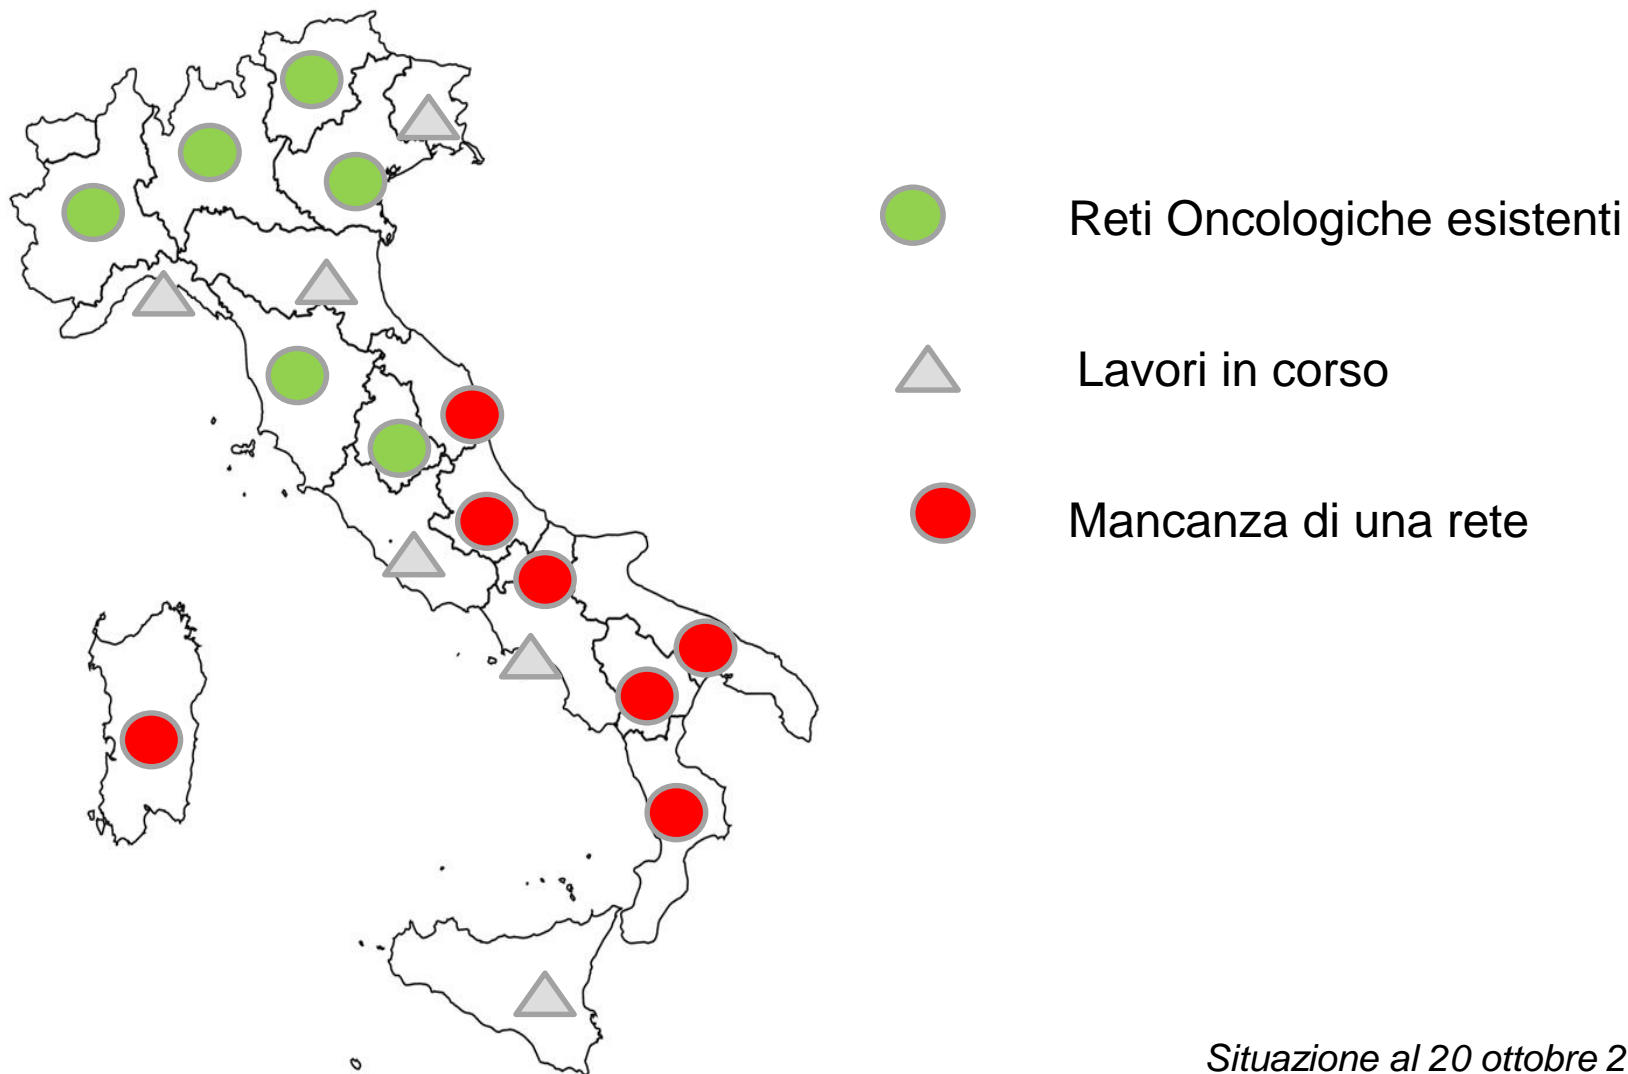 Reti Oncologiche esistenti
Lavori in corso
Mancanza di una rete
Situazione al 20 ottobre 2